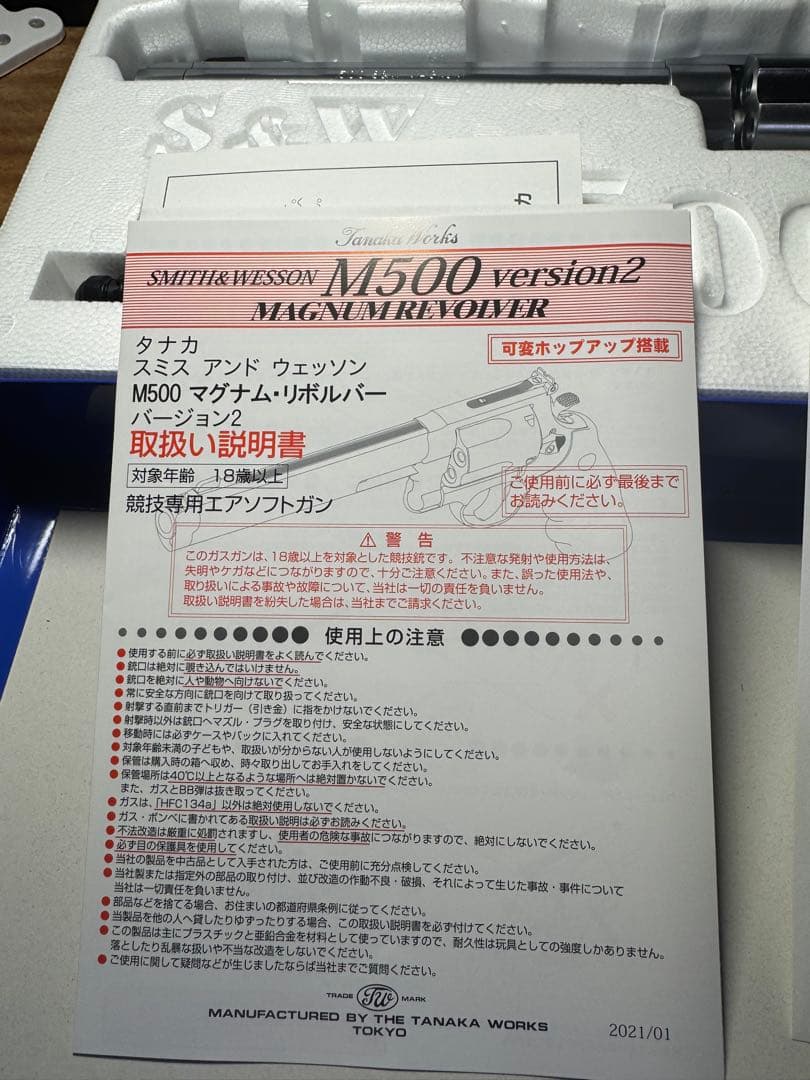 S&W
カ
Tanaka Works
SMITH & WESSON M500 version2
MAGNUM REVOLVER
タナカ
スミス アンド ウェッソン
M500 マグナム・リボルバー
バージョン2
可変ホップアップ搭載
取扱い説明書
対象年齢 18歳以上
競技専用エアソフトガン
ご使用前に必ず最後まで
お読みください。
⚠ 警 告
このガスガンは、18歳以上を対象とした競技銃です。不注意な発射や使用方法は、
失明やケガなどにつながりますので、十分ご注意ください。また、誤った使用法や、
取り扱いによる事故や故障について、当社は一切の責任を負いません。
取扱い説明書を紛失した場合は、当社までご請求ください。
使用上の注意
●使用する前に必ず取扱い説明書をよく読んでください。
●銃口は絶対に覗き込んではいけません。
●銃口を絶対に人や動物へ向けないでください。
●常に安全な方向に銃口を向けて取り扱ってください。
●射撃する直前までトリガー（引き金）に指をかけないでください。
●射撃時以外は銃口へマズル・プラグを取り付け、安全な状態にしてください。
●移動時には必ずケースやバックに入れてください。
●対象年齢未満の子どもや、取扱いが分からない人が使用しないようにしてください。
●保管は購入時の箱へ収め、時々取り出してお手入れをしてください。
●保管場所は40℃以上となるような場所へは絶対置かないでください。
また、ガスとBB弾は抜き取ってください。
●ガスは、「HFC134a」以外は絶対使用しないでください。
●ガス・ボンベに書かれてある取扱い説明は必ずお読みください。
●不法改造は厳重に処罰されますし、使用者の危険な事故につながりますので、絶対にしないでください。
●必ず目の保護具を使用してください。
●当社の製品を中古品として入手された方は、ご使用前に充分点検してください。
●当社製または指定外の部品の取り付け、並び改造の作動不良・破損、それによって生じた事故・事件について
当社は一切責任を負いません。
●部品などを捨てる場合、お住まいの都道府県条例に従ってください。
●当製品を他の人へ貸したりゆずったりする場合、この取扱い説明書を必ず付けてください。
●この製品は主にプラスチックと亜鉛合金を材料として使っていますので、耐久性は玩具としての強度しかありません。
落としたり乱暴な扱いや不当な改造をしないでください。
●ご使用に関して疑問などが生じましたならば当社までご質問ください。
TRADE TW MARK
MANUFACTURED BY THE TANAKA WORKS
TOKYO
2021/01